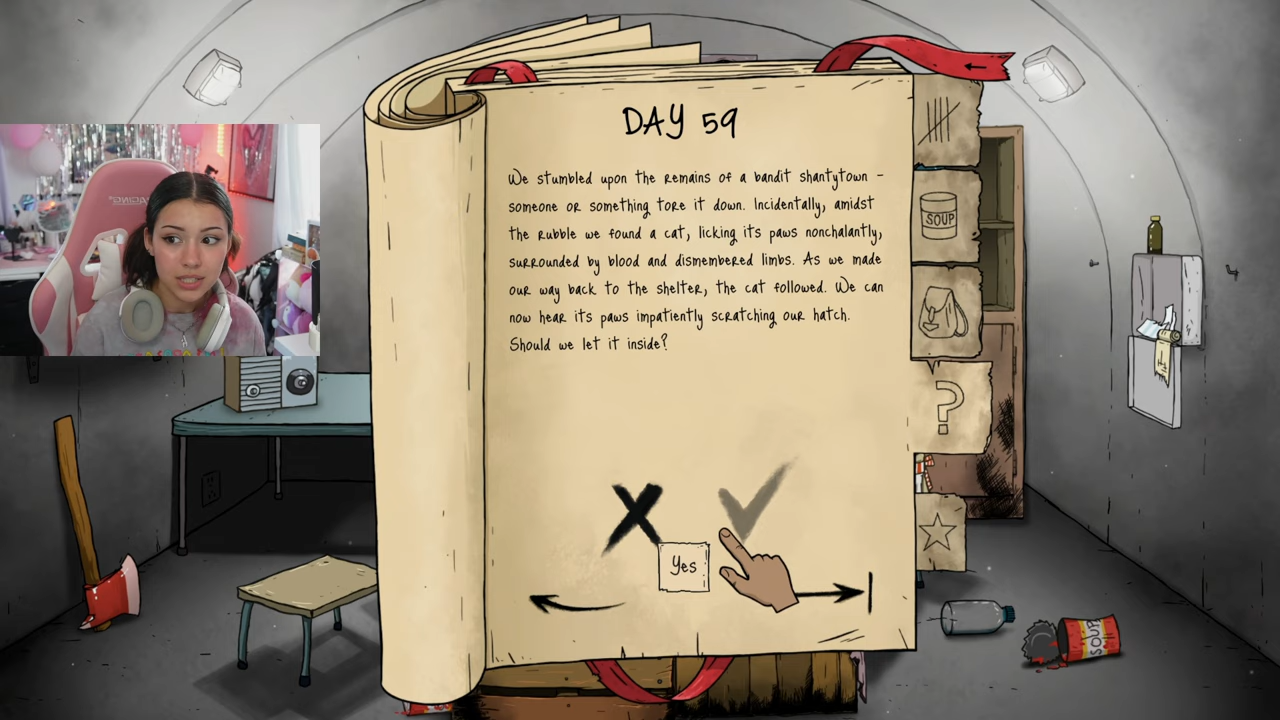 DAY 59
We stumbled upon the remains of a bandit shantytown -
someone or something tore it down. Incidentally, amidst
the rubble we found a cat, licking its paws nonchalantly,
surrounded by blood and dismembered limbs. As we made
our way back to the shelter, the cat followed. We can
now hear its paws impatiently scratching our hatch.
Should we let it inside?
Yes
SOUP
?
SOUP